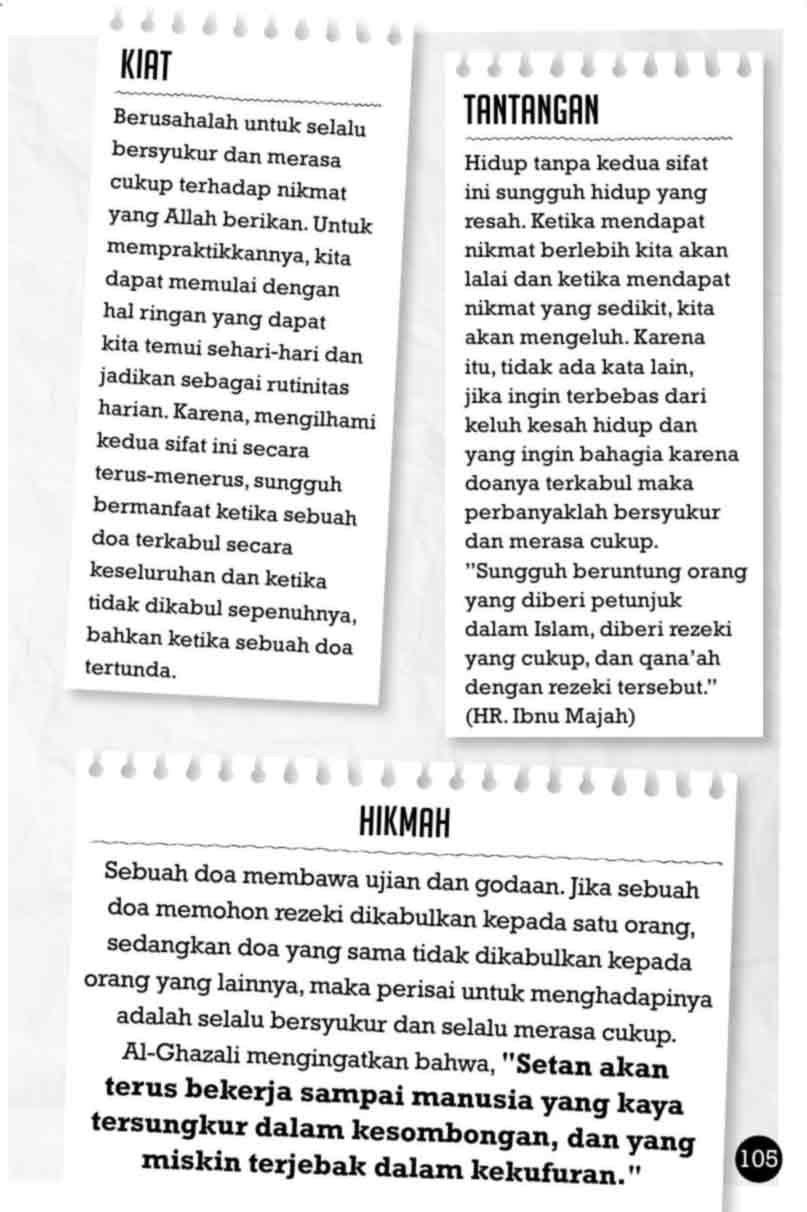 KIAT
Berusahalah untuk selalu
bersyukur dan merasa
cukup terhadap nikmat
yang Allah berikan. Untuk
mempraktikkannya, kita
dapat memulai dengan
hal ringan yang dapat
kita temui sehari-hari dan
jadikan sebagai rutinitas
harian. Karena, mengilhami
kedua sifat ini secara
terus-menerus, sungguh
bermanfaat ketika sebuah
doa terkabul secara
keseluruhan dan ketika
tidak dikabul sepenuhnya,
bahkan ketika sebuah doa
tertunda.
TANTANGAN
Hidup tanpa kedua sifat
ini sungguh hidup yang
resah. Ketika mendapat
nikmat berlebih kita akan
lalai dan ketika mendapat
nikmat yang sedikit, kita
akan mengeluh. Karena
itu, tidak ada kata lain,
jika ingin terbebas dari
keluh kesah hidup dan
yang ingin bahagia karena
doanya terkabul maka
perbanyaklah bersyukur
dan merasa cukup.
"Sungguh beruntung orang
yang diberi petunjuk
dalam Islam, diberi rezeki
yang cukup, dan qana'ah
dengan rezeki tersebut."
(HR. Ibnu Majah)
HIKMAH
Sebuah doa membawa ujian dan godaan. Jika sebuah
doa memohon rezeki dikabulkan kepada satu orang,
sedangkan doa yang sama tidak dikabulkan kepada
orang yang lainnya, maka perisai untuk menghadapinya
adalah selalu bersyukur dan selalu merasa cukup.
Al-Ghazali mengingatkan bahwa, "Setan akan
terus bekerja sampai manusia yang kaya
tersungkur dalam kesombongan, dan yang
miskin terjebak dalam kekufuran."
105